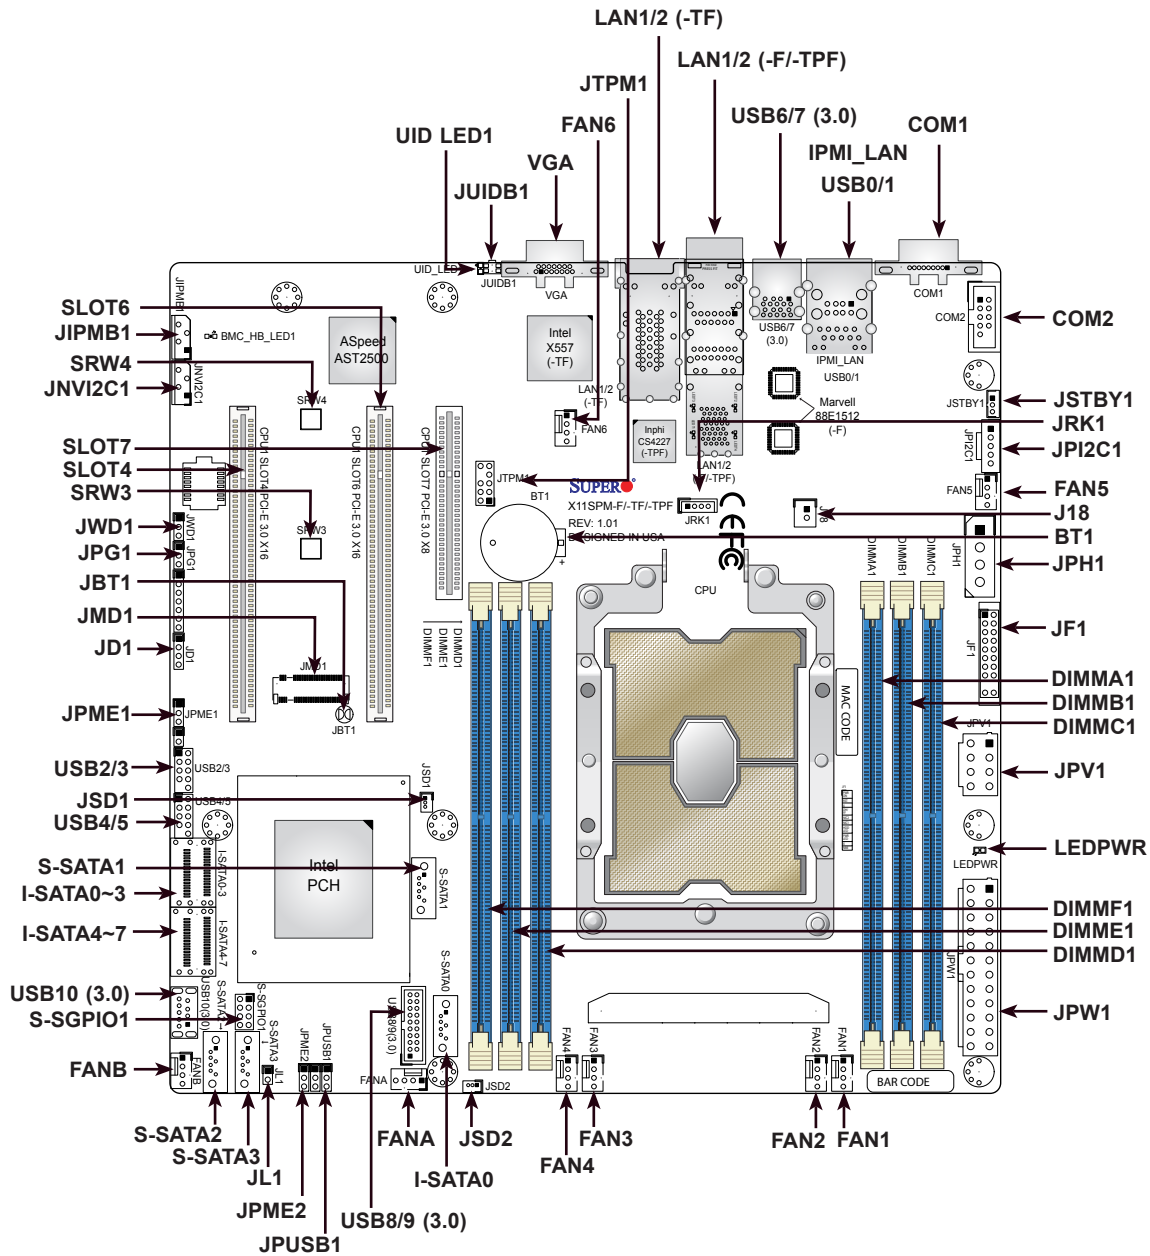 LAN1/2 (-TF)
LAN1/2 (-F/-TPF)
JTPM1
USB6/7 (3.0)
FAN6
COM1
UID LED1
IPMI_LAN
VGA
USB0/1
JUIDB1
UID_LED
JUIDB1
VGA
COM1
JIPMB1
SLOT6
JIPMB1
SRW4
JNVI2C1
SLOT7
SLOT4
SRW3
JWD1
JPG1
JBT1
JMD1
JD1
JPME1
USB2/3
JSD1
USB4/5
S-SATA1
I-SATA0~3
I-SATA4~7
USB10 (3.0)
S-SGPIO1
FANB
BMC_HB_LED1
ASpeed
AST2500
Intel
X557
(-TF)
LAN1/2
(-TF)
USB6/7
(3.0)
IPMI_LAN
USB0/1
COM2
COM2
JNVI2C1
SRW4
Marvell
88E1512
(-F)
JSTBY1
JSTBY1
JRK1
FAN6
Inphi
CS4227
(-TPF)
LAN1/2
JPI2C1
JPI2C1
CPU1 SLOT4 PCI-E 3.0 X16
CPU1 SLOT6 PCI-E 3.0 X16
SLOT7 PCI-E 3.0 X8
JTPM1
BT1
SUPER
X11SPM-F/-TF/-TPF
REV: 1.01
DESIGNED IN USA
JRK1
FAN5
FAN5
J18
BT1
JWD1
JPG1
SRW3
CPU
DIMMA1
DIMMB1
DIMMC1
JPH1
JPH1
JF1
JF1
DIMMF1
DIMME1
DIMMD1
JD1
JMD1
JBT1
JPME1
MAC CODE
DIMMA1
DIMMB1
DIMMC1
JPV1
JPV1
USB2/3
USB4/5
JSD1
LEDPWR
LEDPWR
I-SATA0-3
Intel
PCH
S-SATA1
I-SATA4-7
DIMMF1
DIMME1
DIMMD1
JPW1
JPW1
USB10(3.0)
S-SATA2
S-SGPIO1
S-SATA3
S-SATA0
USB8/9(3.0)
FANB
JL1
JPME2
JPUSB1
FANA
JSD2
FAN4
FAN3
FAN2
FAN1
BAR CODE
S-SATA2
S-SATA3
JL1
JPME2
JPUSB1
FANA
JSD2
I-SATA0
USB8/9 (3.0)
FAN4
FAN3
FAN2
FAN1